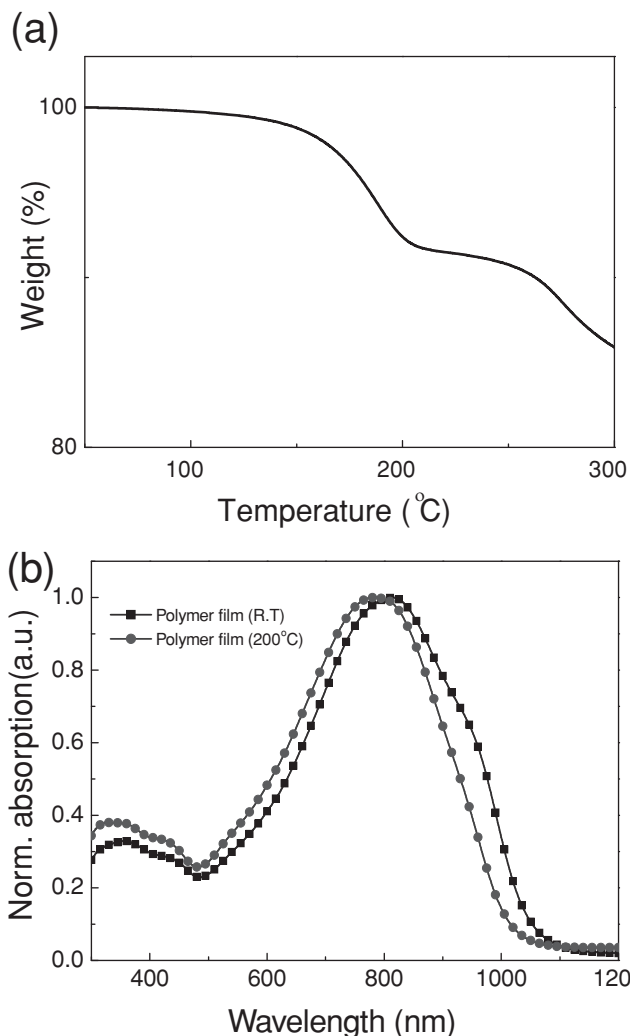 (a)
100
80
Weight (%)
100
200
300
Temperature (°C)
(b)
1.0
0.8
0.6
0.4
0.2
0.0
Norm. absorption(a.u.)
Polymer film (R.T)
Polymer film (200°C)
400
600
800
1000
120
Wavelength (nm)